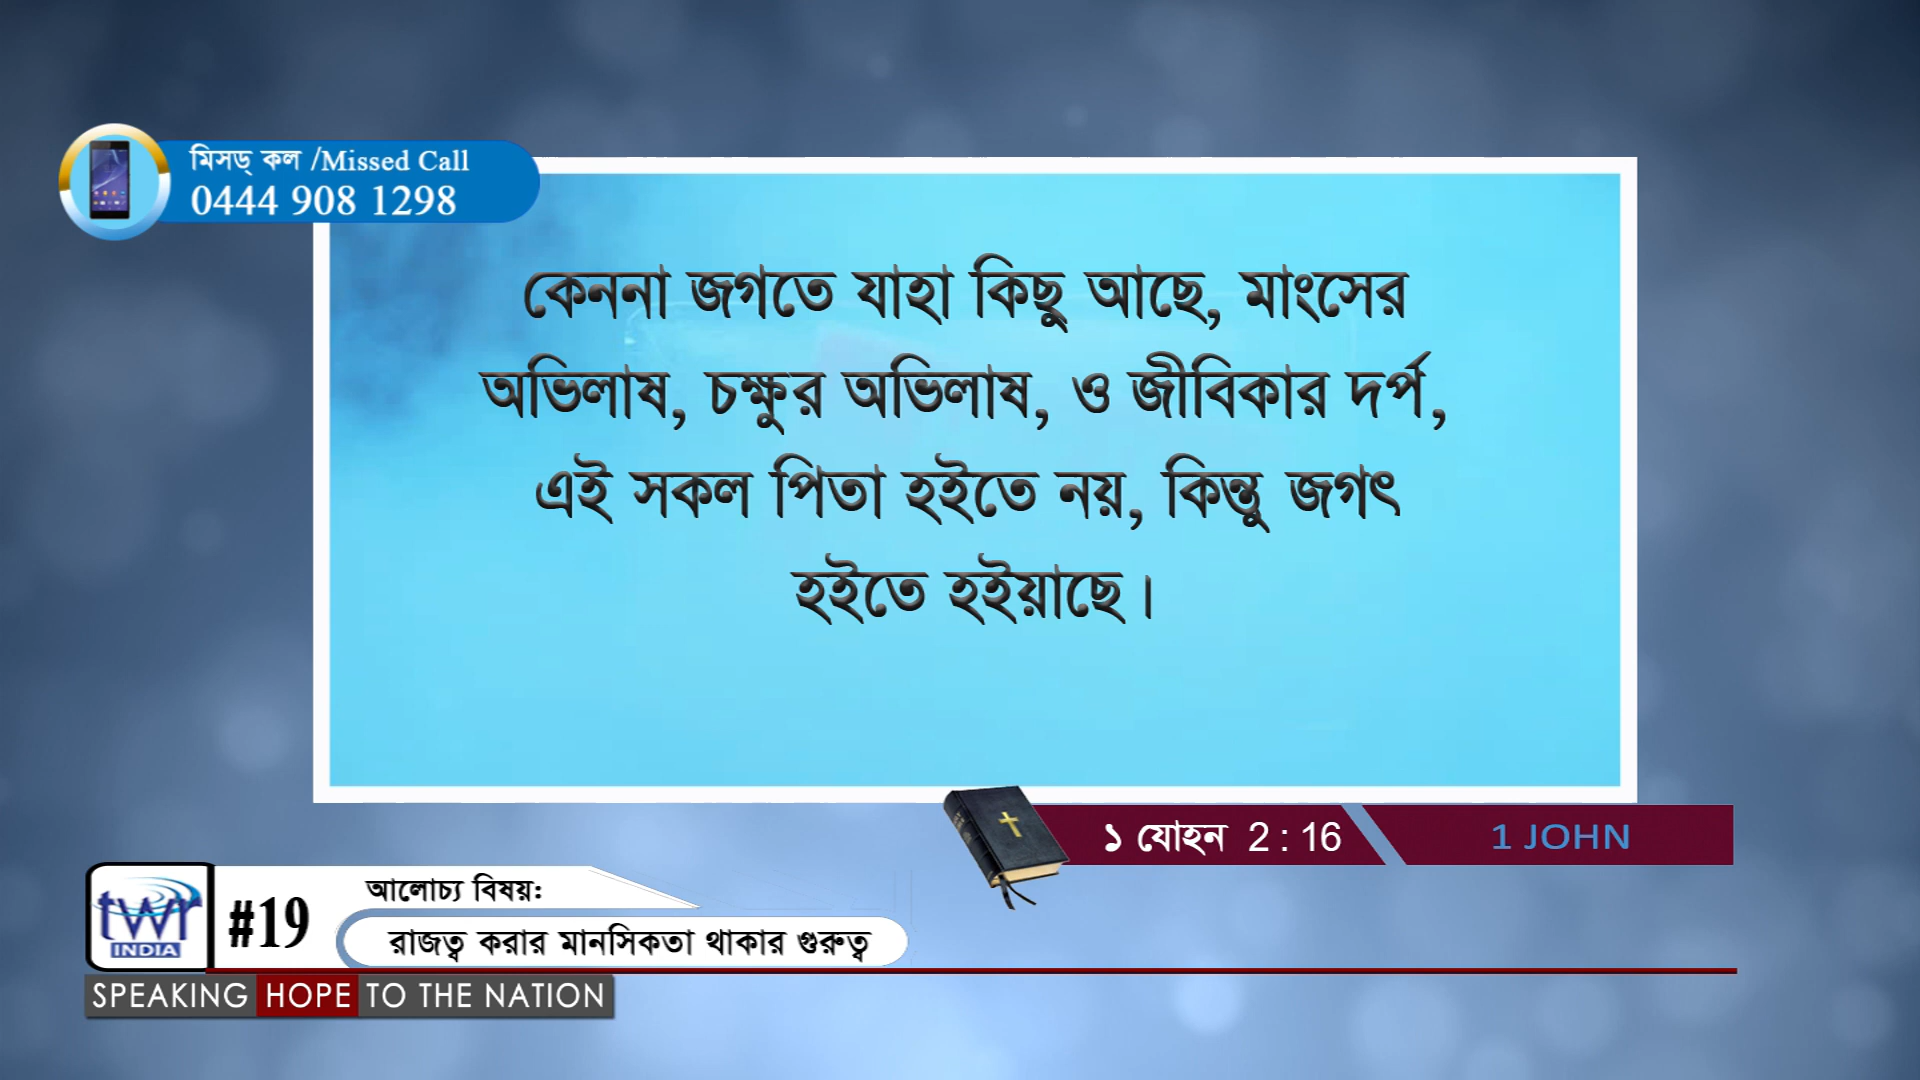 মিসড্ কল /Missed Call
0444 908 1298
কেননা জগতে যাহা কিছু আছে, মাংসের
অভিলাষ, চক্ষুর অভিলাষ, ও জীবিকার দর্প,
এই সকল পিতা হইতে নয়, কিন্তু জগৎ
হইতে হইয়াছে।
১ যোহন 2 : 16
1 JOHN
twr
INDIA
#19
আলোচ্য বিষয়:
রাজত্ব করার মানসিকতা থাকার গুরুত্ব
SPEAKING HOPE TO THE NATION